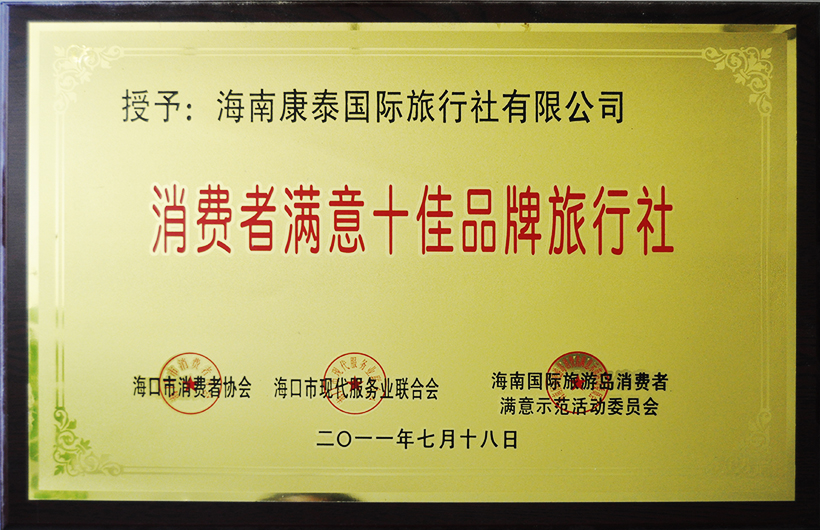 授予：海南康泰国际旅行社有限公司
消费者满意十佳品牌旅行社
海口市消费者协会 海口市现代服务业联合会 海南国际旅游岛消费者
满意示范活动委员会
二〇一一年七月十八日